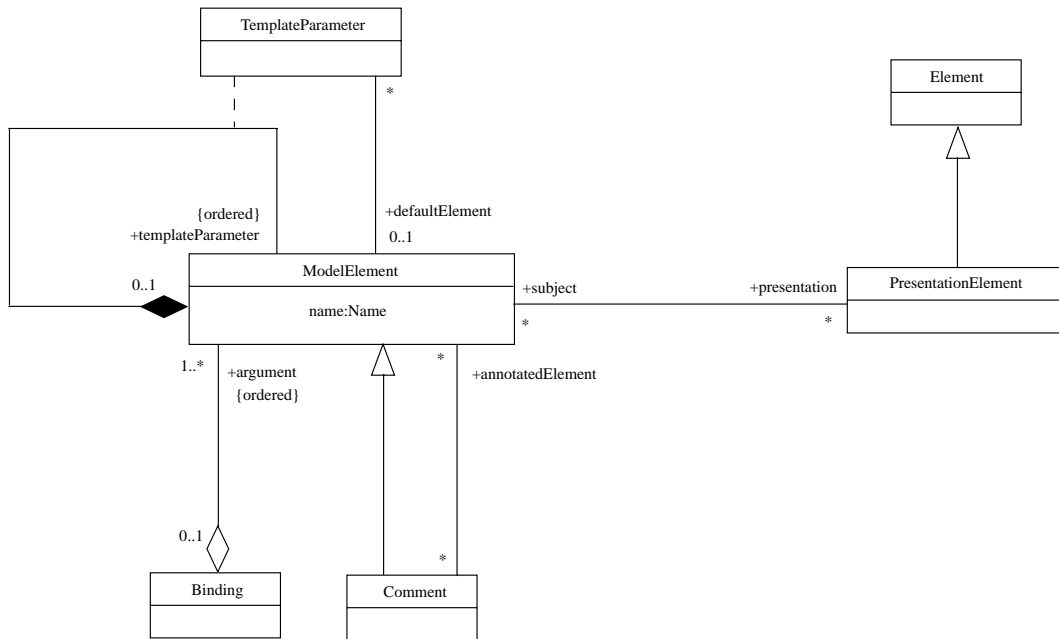 TemplateParameter
Element
*
{ordered}
+templateParameter
+defaultElement
0..1
ModelElement
name:Name
0..1
+subject
*
+presentation
*
PresentationElement
1..*
+argument
{ordered}
*
+annotatedElement
0..1
*
Binding
Comment